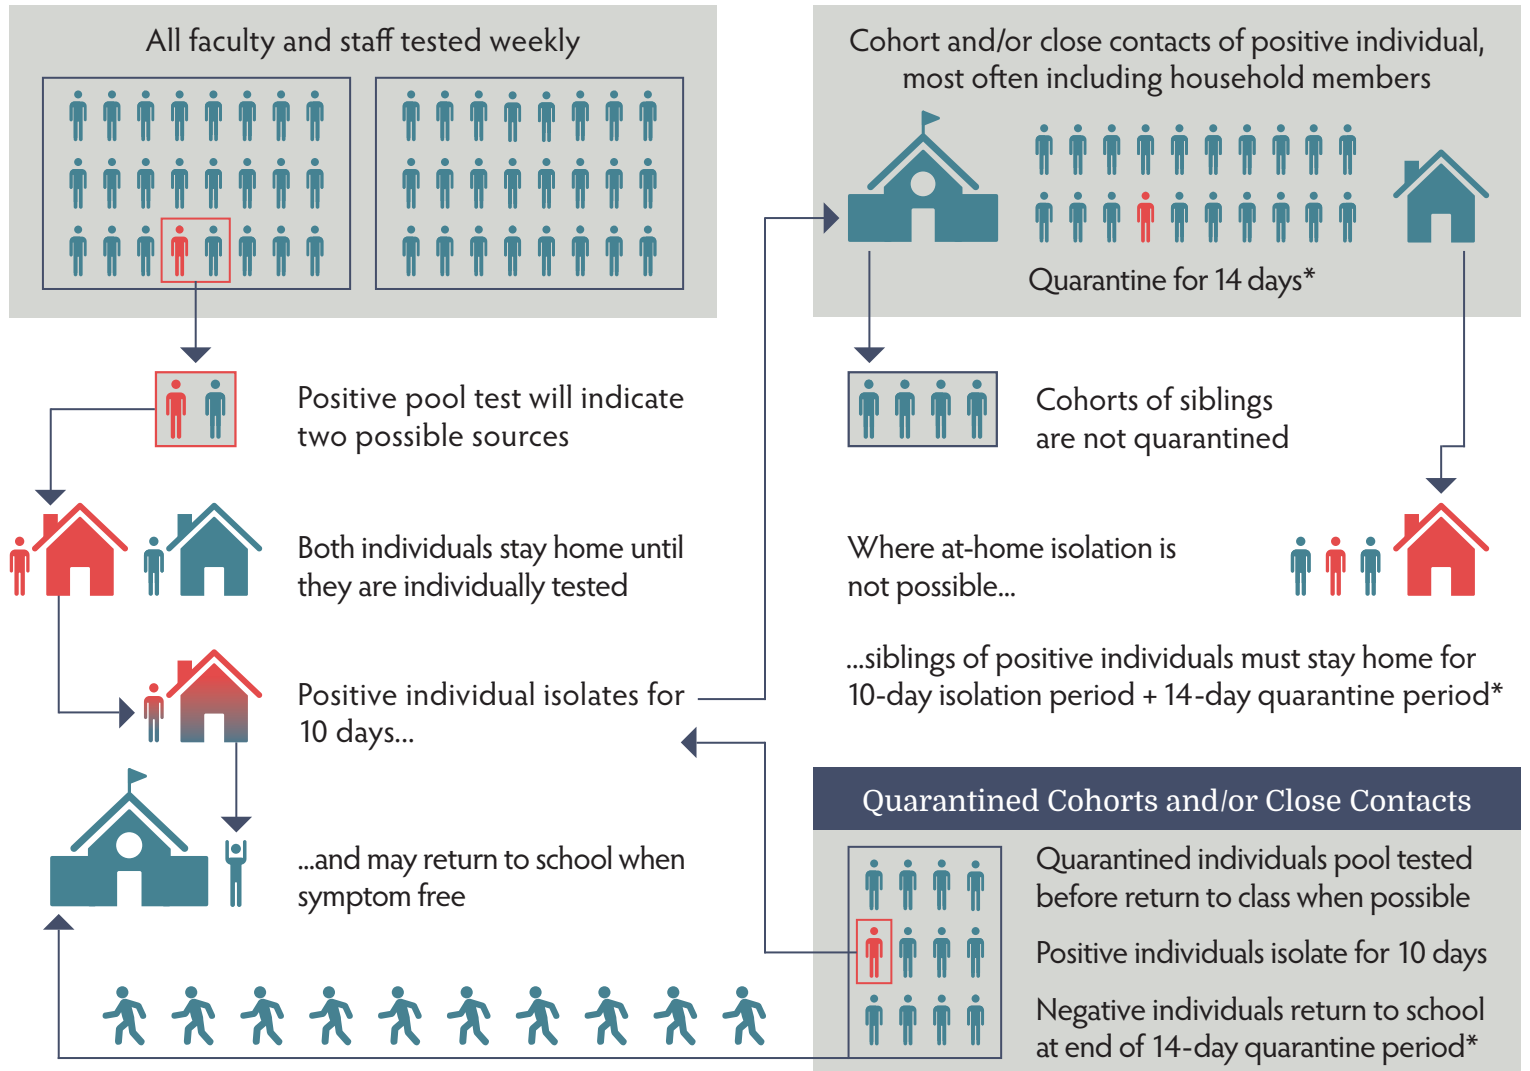 All faculty and staff tested weekly
Positive pool test will indicate
two possible sources
Both individuals stay home until
they are individually tested
Positive individual isolates for
10 days...
...and may return to school when
symptom free
Cohort and/or close contacts of positive individual,
most often including household members
Quarantine for 14 days*
Cohorts of siblings
are not quarantined
Where at-home isolation is
not possible...
...siblings of positive individuals must stay home for
10-day isolation period + 14-day quarantine period*
Quarantined Cohorts and/or Close Contacts
Quarantined individuals pool tested
before return to class when possible
Positive individuals isolate for 10 days
Negative individuals return to school
at end of 14-day quarantine period*